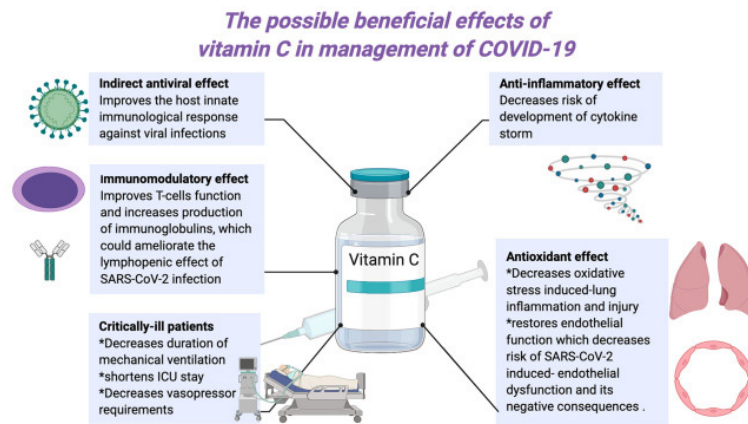 The possible beneficial effects of
vitamin C in management of COVID-19
Indirect antiviral effect
Improves the host innate
immunological response
against viral infections
Anti-inflammatory effect
Decreases risk of
development of cytokine
storm
Immunomodulatory effect
Improves T-cells function
and increases production
of immunoglobulins, which
could ameliorate the
lymphopenic effect of
SARS-CoV-2 infection
Vitamin C
Antioxidant effect
*Decreases oxidative
stress induced-lung
inflammation and injury
*restores endothelial
function which decreases
risk of SARS-CoV-2
induced- endothelial
dysfunction and its
negative consequences .
Critically-ill patients
*Decreases duration of
mechanical ventilation
*shortens ICU stay
*Decreases vasopressor
requirements